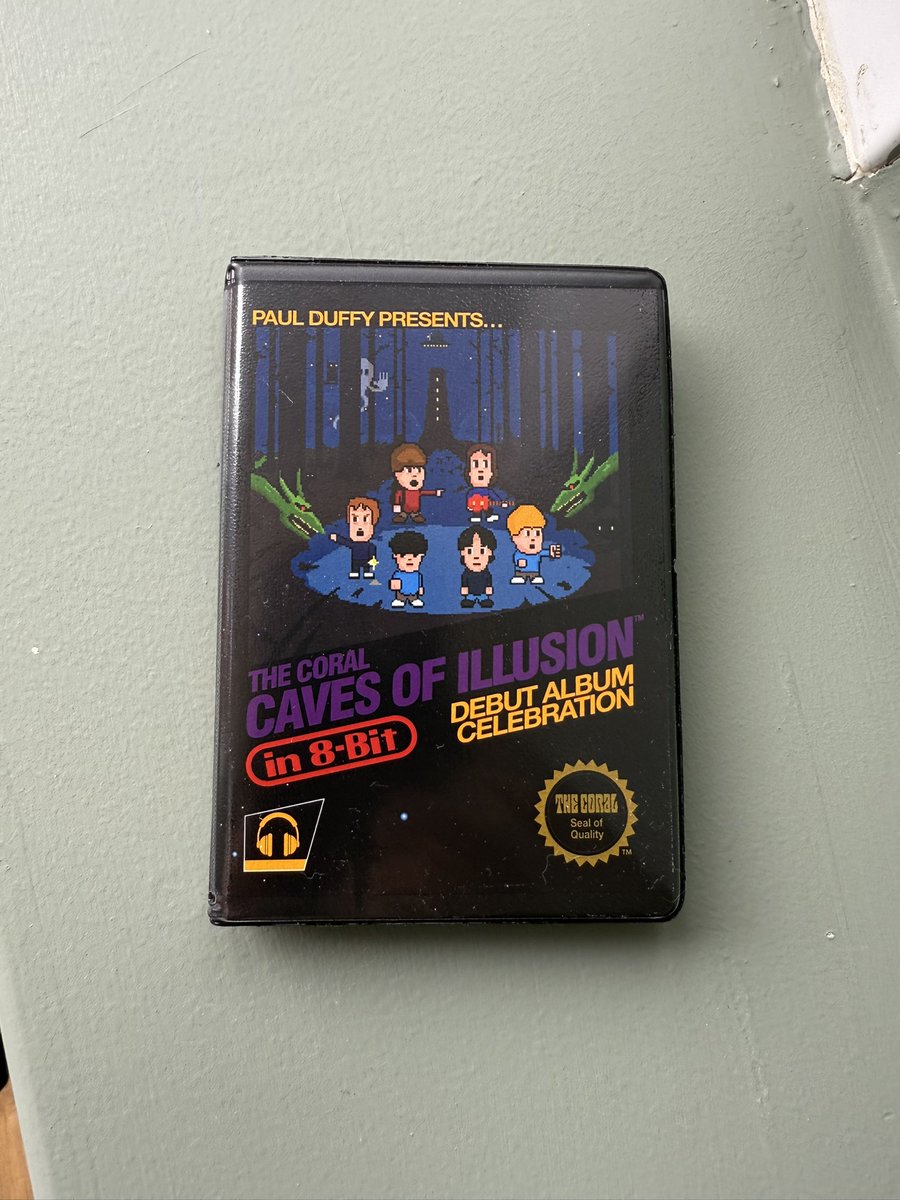 PAUL DUFFY PRESENTS...
THE CORAL
CAVES OF ILLUSION™
DEBUT ALBUM
CELEBRATION
in 8-Bit
THE CORAL
Seal of
Quality
TM